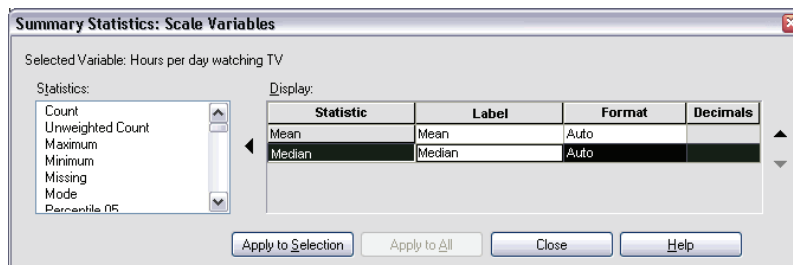 Summary Statistics: Scale Variables
Selected Variable: Hours per day watching TV
Statistics:
Count
Unweighted Count
Maximum
Minimum
Missing
Mode
Percentile 05
Display:
Statistic Label Format Decimals
Mean Mean Auto
Median Median Auto
Apply to Selection Apply to All Close Help